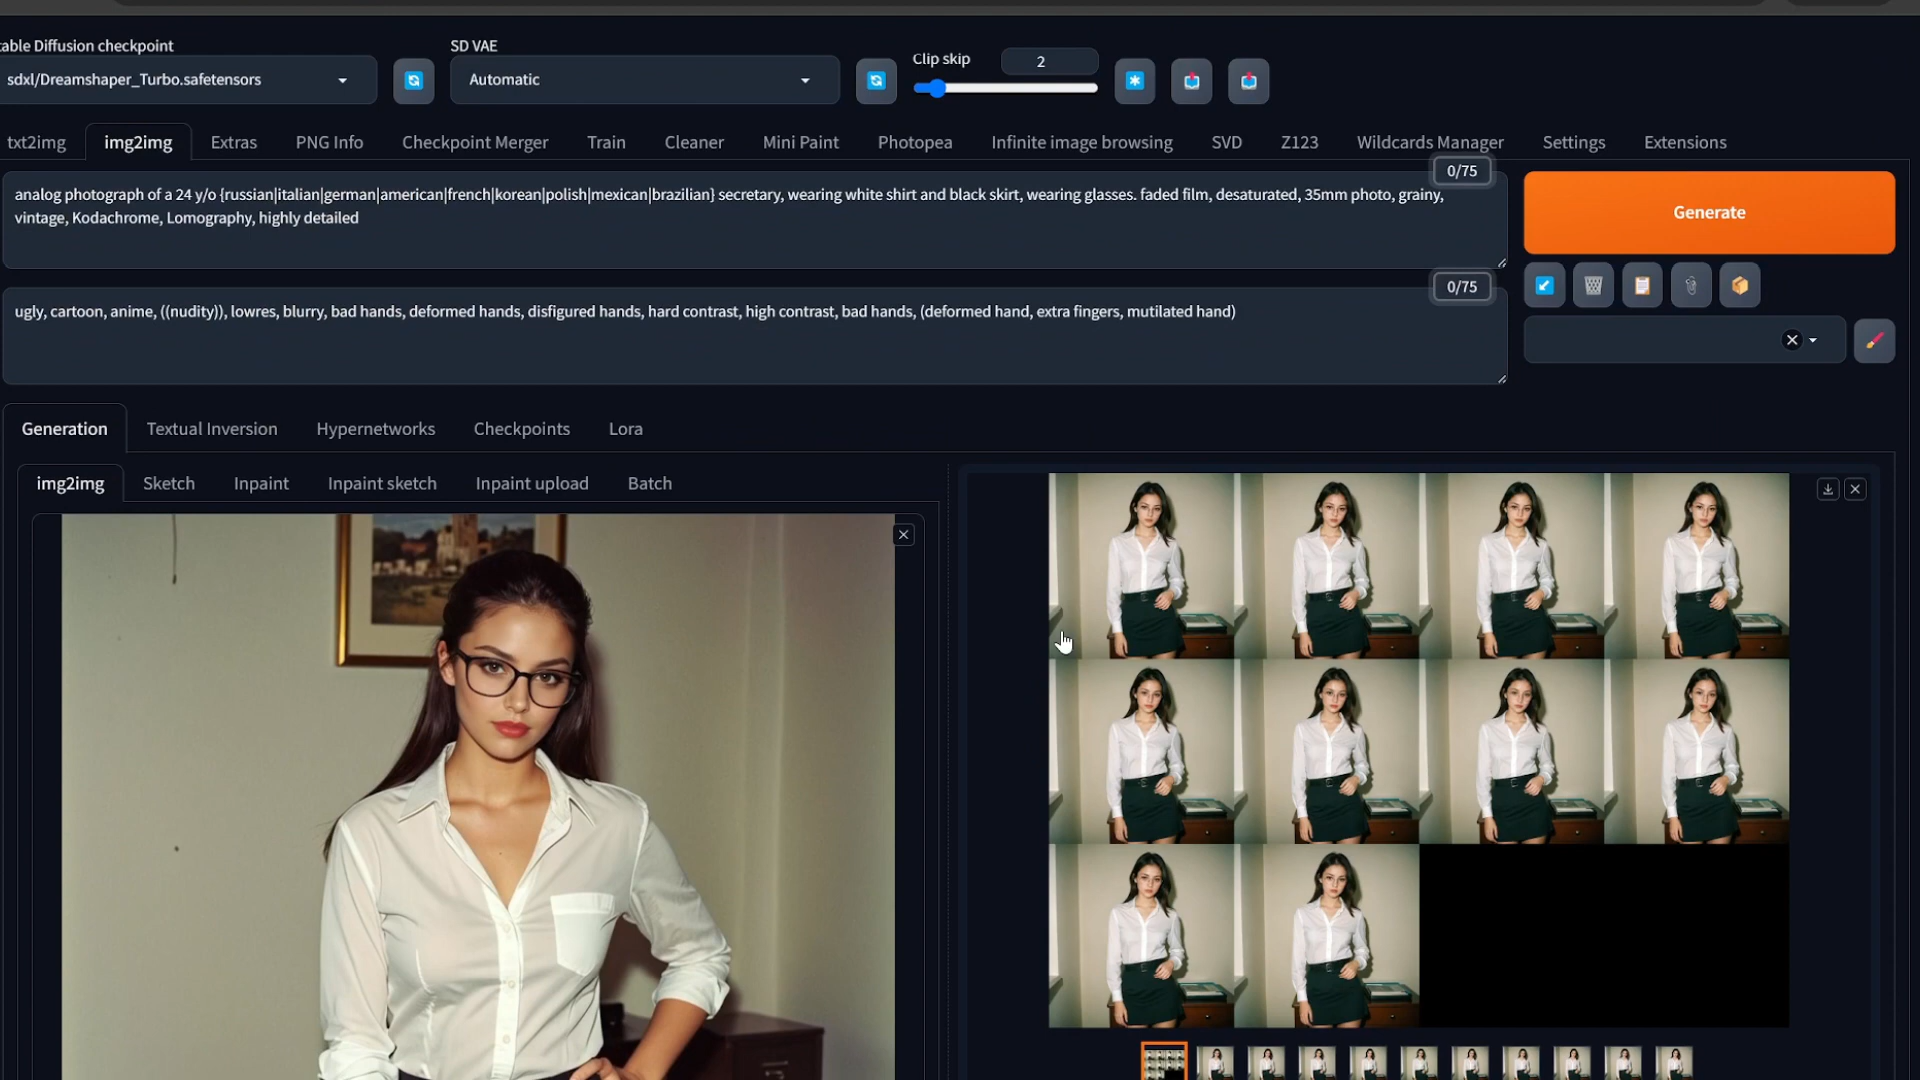 able Diffusion checkpoint
SD VAE
Clip skip
2
sdxl/Dreamshaper_Turbo.safetensors
Automatic
txt2img
img2img
Extras
PNG Info
Checkpoint Merger
Train
Cleaner
Mini Paint
Photopea
Infinite image browsing
SVD
Z123
Wildcards Manager
Settings
Extensions
0/75
analog photograph of a 24 y/o {russian|italian|german|american|french|korean|polish|mexican|brazilian} secretary, wearing white shirt and black skirt, wearing glasses. faded film, desaturated, 35mm photo, grainy,
vintage, Kodachrome, Lomography, highly detailed
Generate
0/75
ugly, cartoon, anime, ((nudity)), lowres, blurry, bad hands, deformed hands, disfigured hands, hard contrast, high contrast, bad hands, (deformed hand, extra fingers, mutilated hand)
Generation
Textual Inversion
Hypernetworks
Checkpoints
Lora
img2img
Sketch
Inpaint
Inpaint sketch
Inpaint upload
Batch